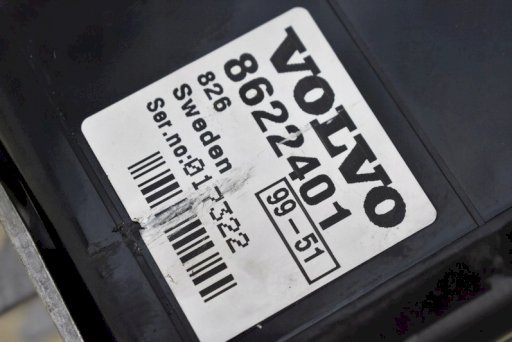 VOLVO
8622401
826
99-51
Sweden
Ser.no:017322